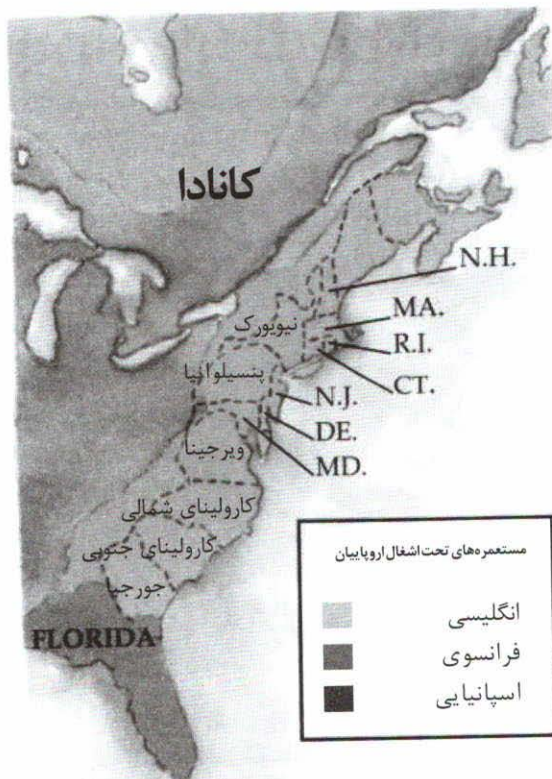 کانادا
N.H.
MA.
نیویورک
R.I.
پنسیلوانیا
CT.
N.J.
DE.
ویرجینا
MD.
کارولینای شمالی
کارولینای جنوبی
جورجیا
FLORIDA
مستعمره‌های تحت اشغال اروپاییان
انگلیسی
فرانسوی
اسپانیایی